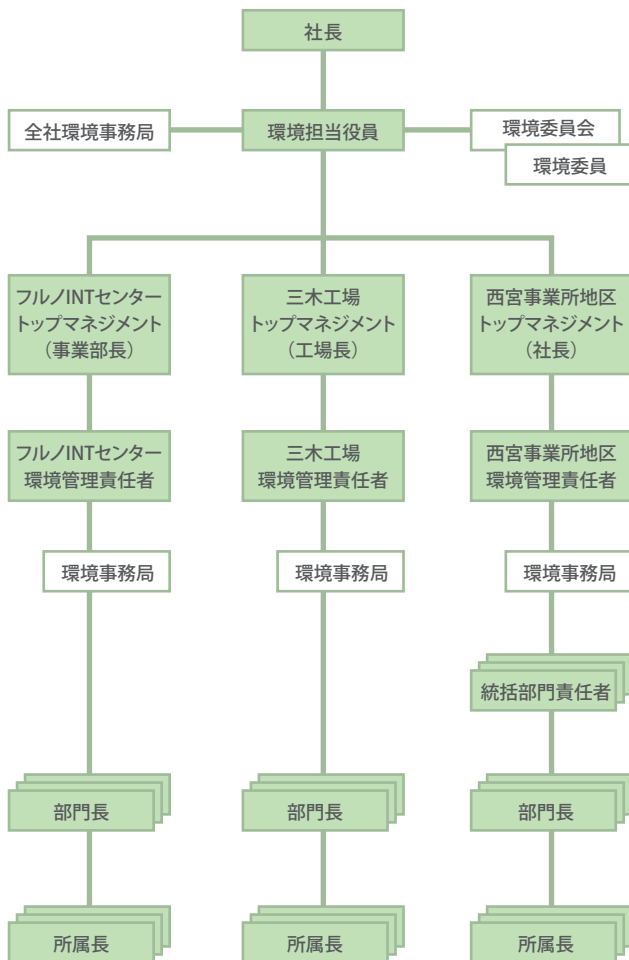 社長
全社環境事務局
環境担当役員
環境委員会
環境委員
フルノINTセンター
トップマネジメント
（事業部長）
三木工場
トップマネジメント
（工場長）
西宮事業所地区
トップマネジメント
（社長）
フルノINTセンター
環境管理責任者
三木工場
環境管理責任者
西宮事業所地区
環境管理責任者
環境事務局
環境事務局
環境事務局
統括部門責任者
部門長
部門長
部門長
所属長
所属長
所属長